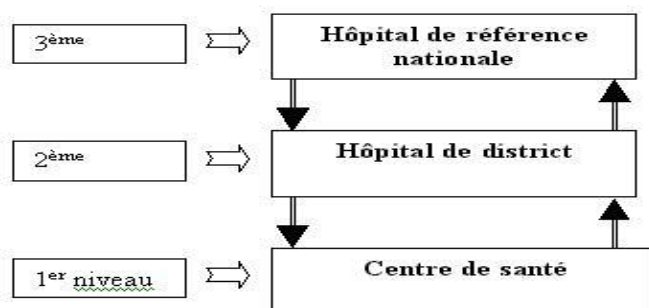 3ème
Hôpital de référence
nationale
2ème
Hôpital de district
1er niveau
Centre de santé